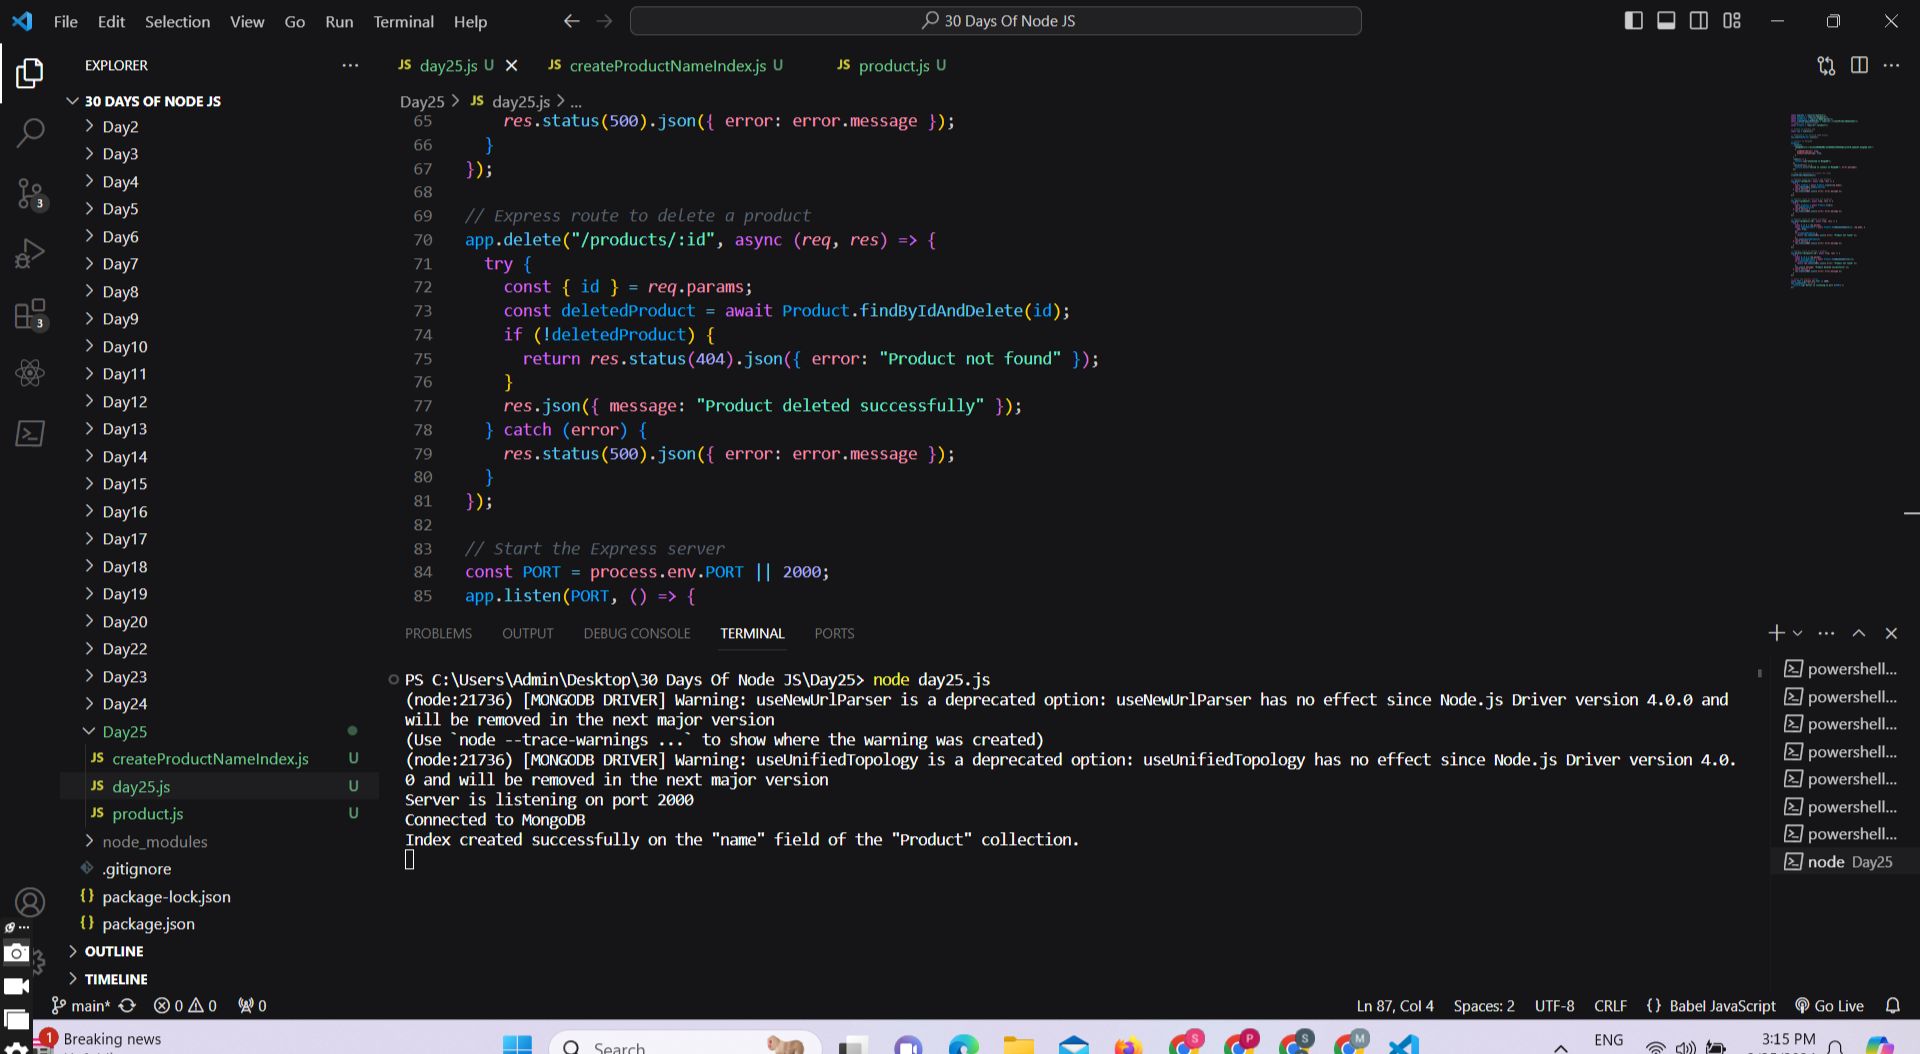 File Edit Selection View Go Run Terminal Help
30 Days Of Node JS
EXPLORER
30 DAYS OF NODE JS
Day2
Day3
Day4
Day5
Day6
Day7
Day8
Day9
Day10
Day11
Day12
Day13
Day14
Day15
Day16
Day17
Day18
Day19
Day20
Day22
Day23
Day24
Day25
JS createProductNameIndex.js U
JS day25.js U
JS product.js U
node_modules
.gitignore
{} package-lock.json
{} package.json
OUTLINE
TIMELINE
3
3
JS day25.js U
JS createProductNameIndex.js U
JS product.js U
Day25 > JS day25.js > ...
65 res.status(500).json({ error: error.message });
66 }
67 });
68
69 // Express route to delete a product
70 app.delete("/products/:id", async (req, res) => {
71 try {
72 const { id } = req.params;
73 const deletedProduct = await Product.findByIdAndDelete(id);
74 if (!deletedProduct) {
75 return res.status(404).json({ error: "Product not found" });
76 }
77 res.json({ message: "Product deleted successfully" });
78 } catch (error) {
79 res.status(500).json({ error: error.message });
80 }
81 });
82
83 // Start the Express server
84 const PORT = process.env.PORT || 2000;
85 app.listen(PORT, () => {
PROBLEMS OUTPUT DEBUG CONSOLE TERMINAL PORTS
PS C:\Users\Admin\Desktop\30 Days Of Node JS\Day25> node day25.js
(node:21736) [MONGODB DRIVER] Warning: useNewUrlParser is a deprecated option: useNewUrlParser has no effect since Node.js Driver version 4.0.0 and
will be removed in the next major version
(Use `node --trace-warnings ...` to show where the warning was created)
(node:21736) [MONGODB DRIVER] Warning: useUnifiedTopology is a deprecated option: useUnifiedTopology has no effect since Node.js Driver version 4.0.
0 and will be removed in the next major version
Server is listening on port 2000
Connected to MongoDB
Index created successfully on the "name" field of the "Product" collection.
powershell...
powershell...
powershell...
powershell...
powershell...
powershell...
powershell...
node Day25
main* 0 0 0
Ln 87, Col 4 Spaces: 2 UTF-8 CRLF {} Babel JavaScript Go Live
1 Breaking news
Search
S P S M
ENG
3:15 PM